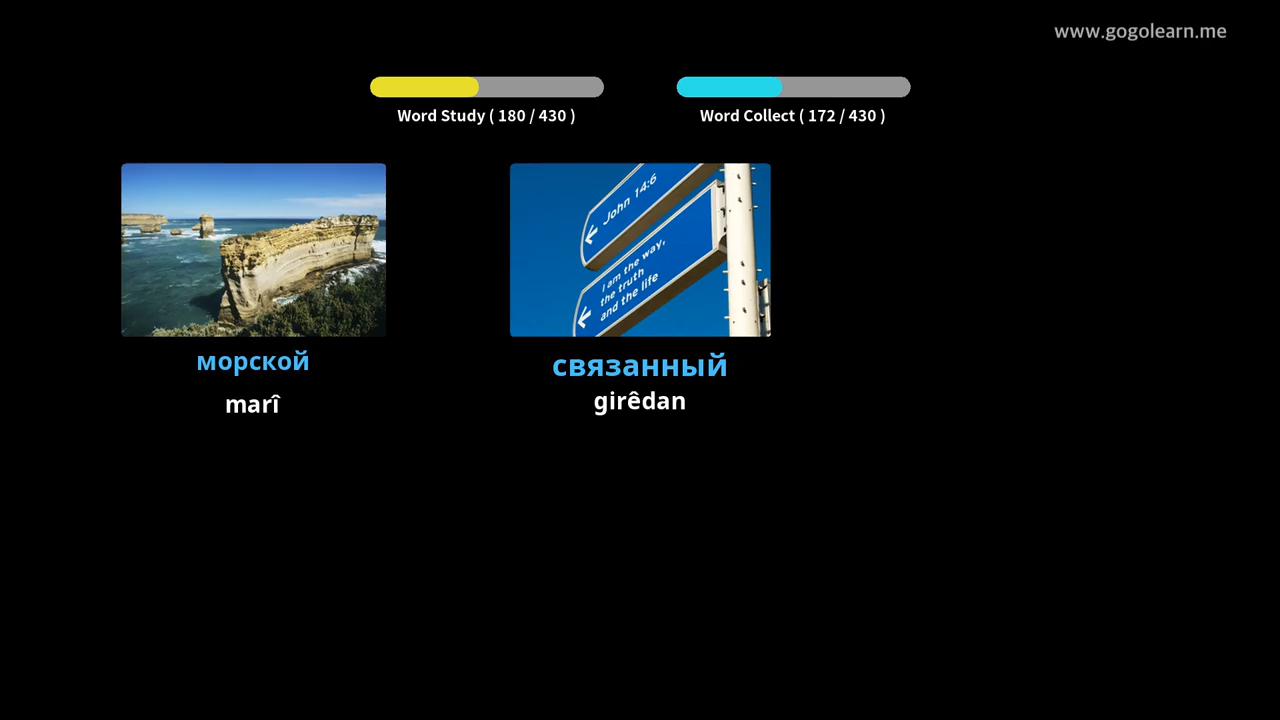 www.gogolearn.me
Word Study ( 180 / 430 )
Word Collect ( 172 / 430 )
John 14:6
I am the way,
the truth
and the life
морской
marî
связанный
girêdan